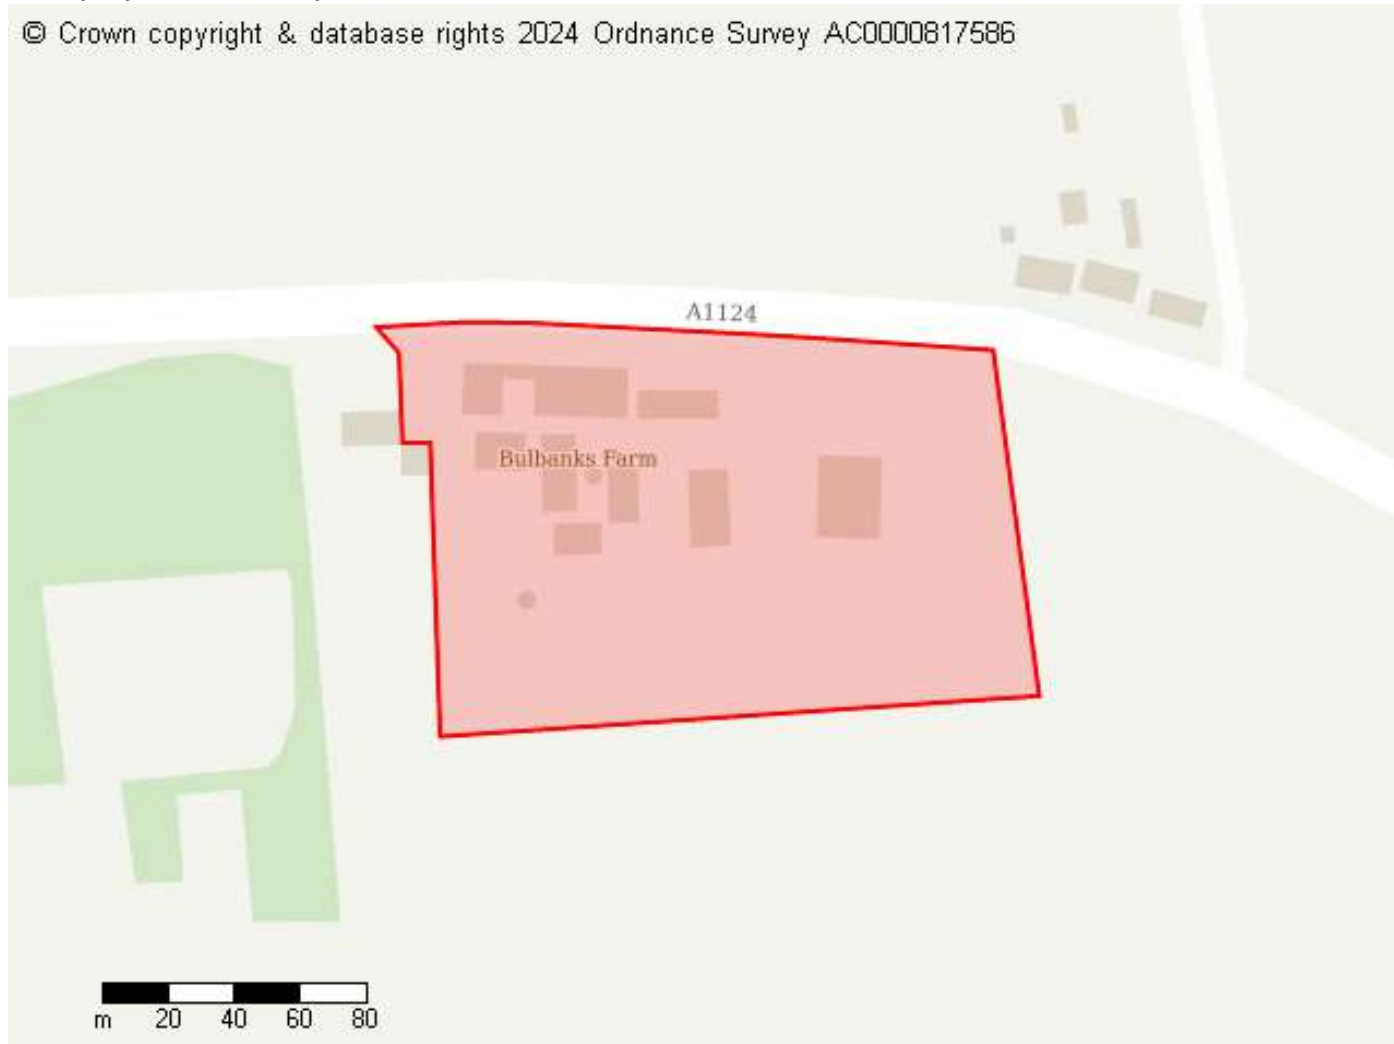 © Crown copyright & database rights 2024 Ordnance Survey AC0000817586
A1124
Bulbanks Farm
m 20 40 60 80